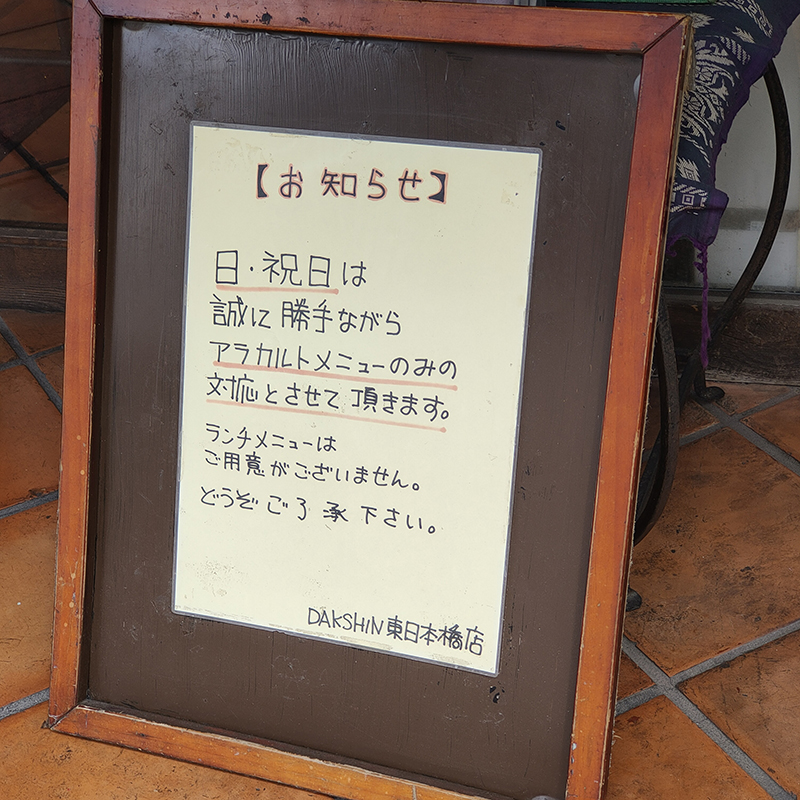 【お知らせ】
日・祝日は
誠に勝手ながら
アラカルトメニューのみの
対応とさせて頂きます。
ランチメニューは
ご用意がございません。
どうぞご了承下さい。
DAKSHIN東日本橋店